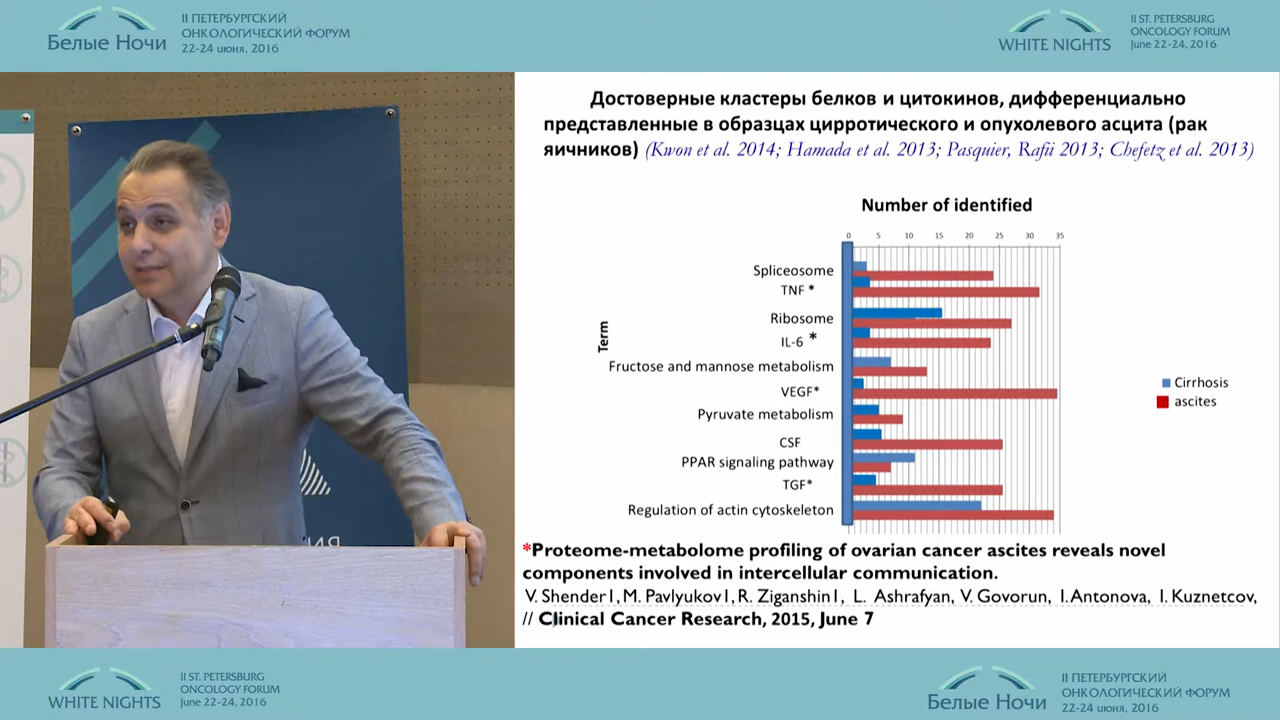 Белые Ночи
II ПЕТЕРБУРГСКИЙ
ОНКОЛОГИЧЕСКИЙ ФОРУМ
22-24 июня, 2016
WHITE NIGHTS
II ST. PETERSBURG
ONCOLOGY FORUM
June 22-24, 2016
Достоверные кластеры белков и цитокинов, дифференциально
представленные в образцах цирротического и опухолевого асцита (рак
яичников) (Kwon et al. 2014; Hamada et al. 2013; Pasquier, Rafii 2013; Chefetz et al. 2013)
Number of identified
0 5 10 15 20 25 30 35
Term
Spliceosome
TNF *
Ribosome
IL-6 *
Fructose and mannose metabolism
VEGF*
Pyruvate metabolism
CSF
PPAR signaling pathway
TGF*
Regulation of actin cytoskeleton
Cirrhosis
ascites
*Proteome-metabolome profiling of ovarian cancer ascites reveals novel
components involved in intercellular communication.
V. Shender1, M. Pavlyukov1, R. Ziganshin1, L. Ashrafyan, V. Govorun, I.Antonova, I. Kuznetcov,
// Clinical Cancer Research, 2015, June 7
WHITE NIGHTS
II ST. PETERSBURG
ONCOLOGY FORUM
June 22-24, 2016
Белые Ночи
II ПЕТЕРБУРГСКИЙ
ОНКОЛОГИЧЕСКИЙ ФОРУМ
22-24 июня, 2016